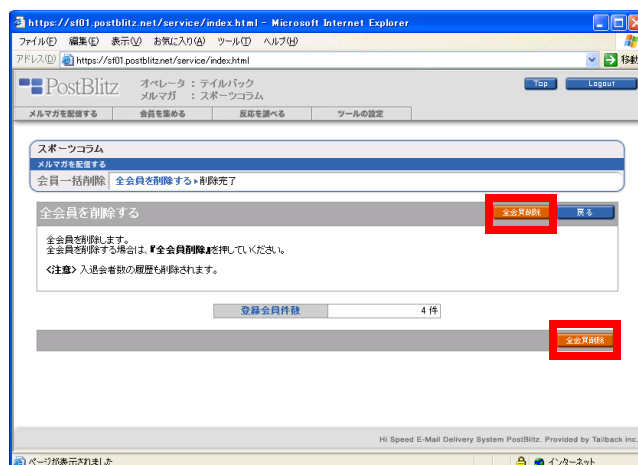 https://sf01.postblitz.net/service/index.html - Microsoft Internet Explorer
ファイル(F) 編集(E) 表示(V) お気に入り(A) ツール(T) ヘルプ(H)
アドレス(D) https://sf01.postblitz.net/service/index.html 移動
PostBlitz オペレータ : テイルバック Top Logout
メルマガ : スポーツコラム
メルマガを配信する 会員を集める 反応を調べる ツールの設定
スポーツコラム
メルマガを配信する
会員一括削除 全会員を削除する▸削除完了
全会員を削除する 全会員削除 戻る
全会員を削除します。
全会員を削除する場合は、『全会員削除』を押していください。
<注意> 入退会者数の履歴も削除されます。
登録会員件数 4 件
全会員削除
Hi Speed E-Mail Delivery System PostBlitz. Provided by Tailback inc.
ページが表示されました インターネット